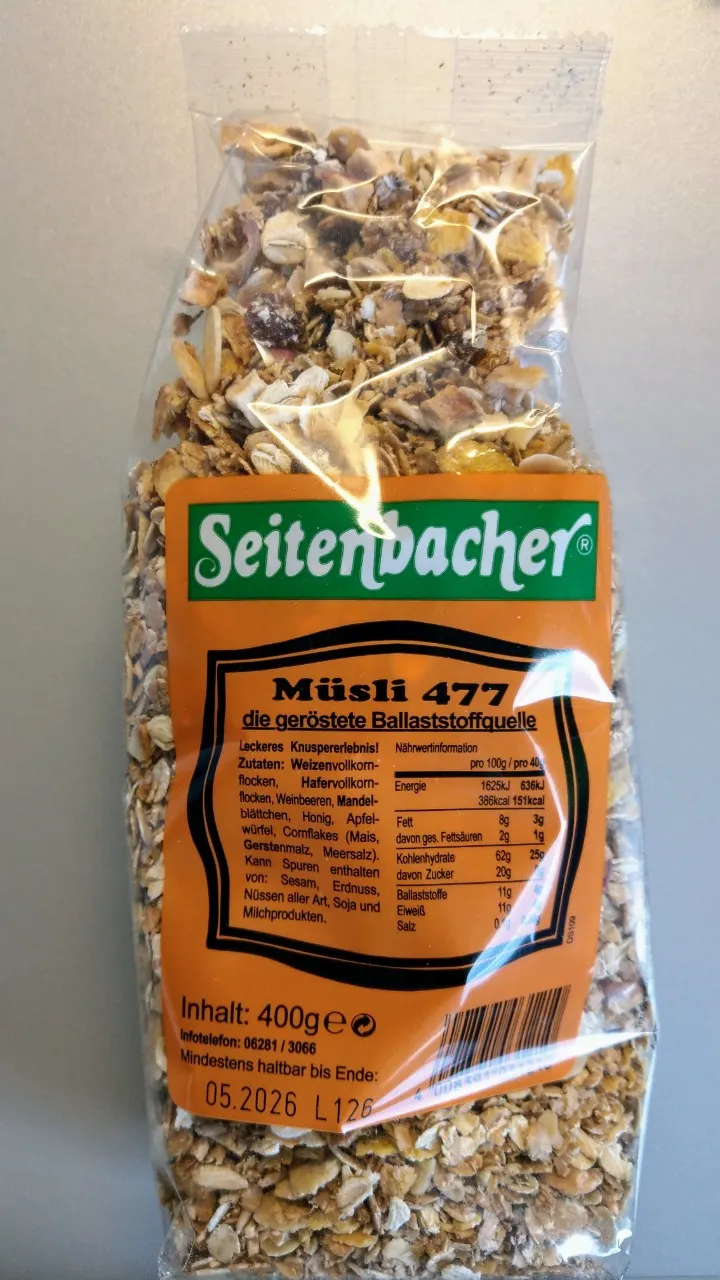 Seitenbacher®
Müsli 477
die geröstete Ballaststoffquelle
Leckeres Knuspererlebnis!
Zutaten: Weizenvollkorn-
flocken, Hafervollkorn-
flocken, Weinbeeren, Mandel-
blättchen, Honig, Apfel-
würfel, Cornflakes (Mais,
Gerstenmalz, Meersalz).
Kann Spuren enthalten
von: Sesam, Erdnuss,
Nüssen aller Art, Soja und
Milchprodukten.
Nährwertinformation
pro 100g / pro 40g
Energie 1625kJ 636kJ
386kcal 151kcal
Fett 8g 3g
davon ges. Fettsäuren 2g 1g
Kohlenhydrate 62g 25g
davon Zucker 20g
Ballaststoffe 11g
Eiweiß 11g
Salz
DS109
Inhalt: 400g e
Infotelefon: 06281 / 3066
Mindestens haltbar bis Ende:
05.2026 L126